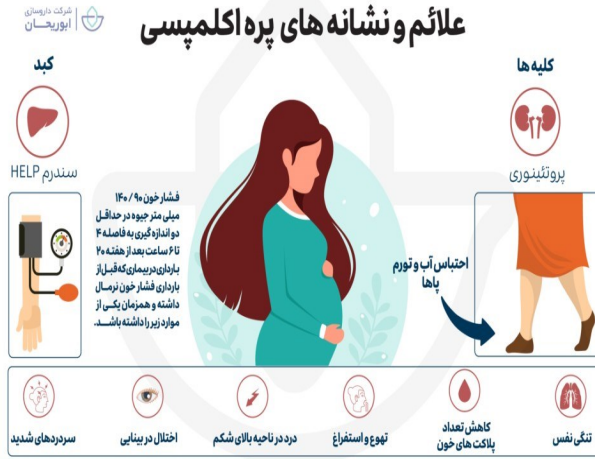 شرکت داروسازی
ابوریحــان
علائم و نشانه های پره اکلمپسی
کلیه ها
پروتئینوری
کبد
سندرم HELP
فشار خون ۹۰ / ۱۴۰
میلی متر جیوه در حداقل
دو اندازه گیری به فاصله ۴
تا ۶ ساعت بعد از هفته ۲۰
بارداری در بیماری که قبل از
بارداری فشار خون نرمال
داشته و همزمان یکی از
موارد زیر را داشته باشد.
احتباس آب و تورم
پاها
تنگی نفس
کاهش تعداد
پلاکت های خون
تهوع و استفراغ
درد در ناحیه بالای شکم
اختلال در بینایی
سردردهای شدید